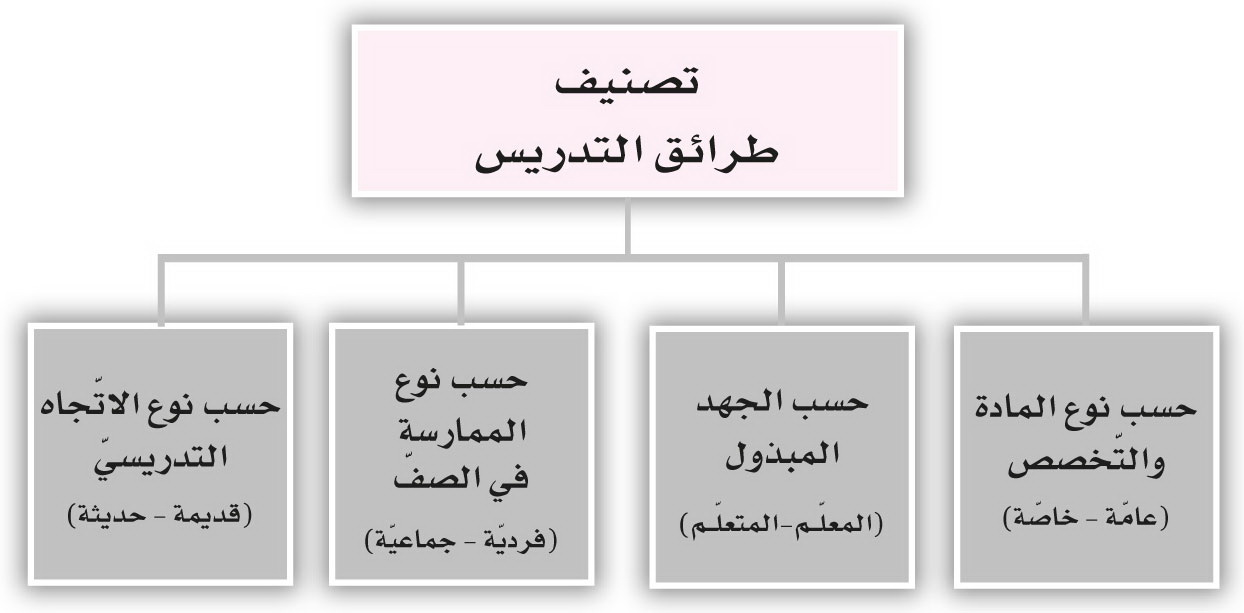 تصنيف
طرائق التدريس
حسب نوع المادة
والتّخصص
(عامّة - خاصّة)
حسب الجهد
المبذول
(المعلّم-المتعلّم)
حسب نوع
الممارسة
في الصفّ
(فرديّة - جماعيّة)
حسب نوع الاتّجاه
التدريسيّ
(قديمة - حديثة)